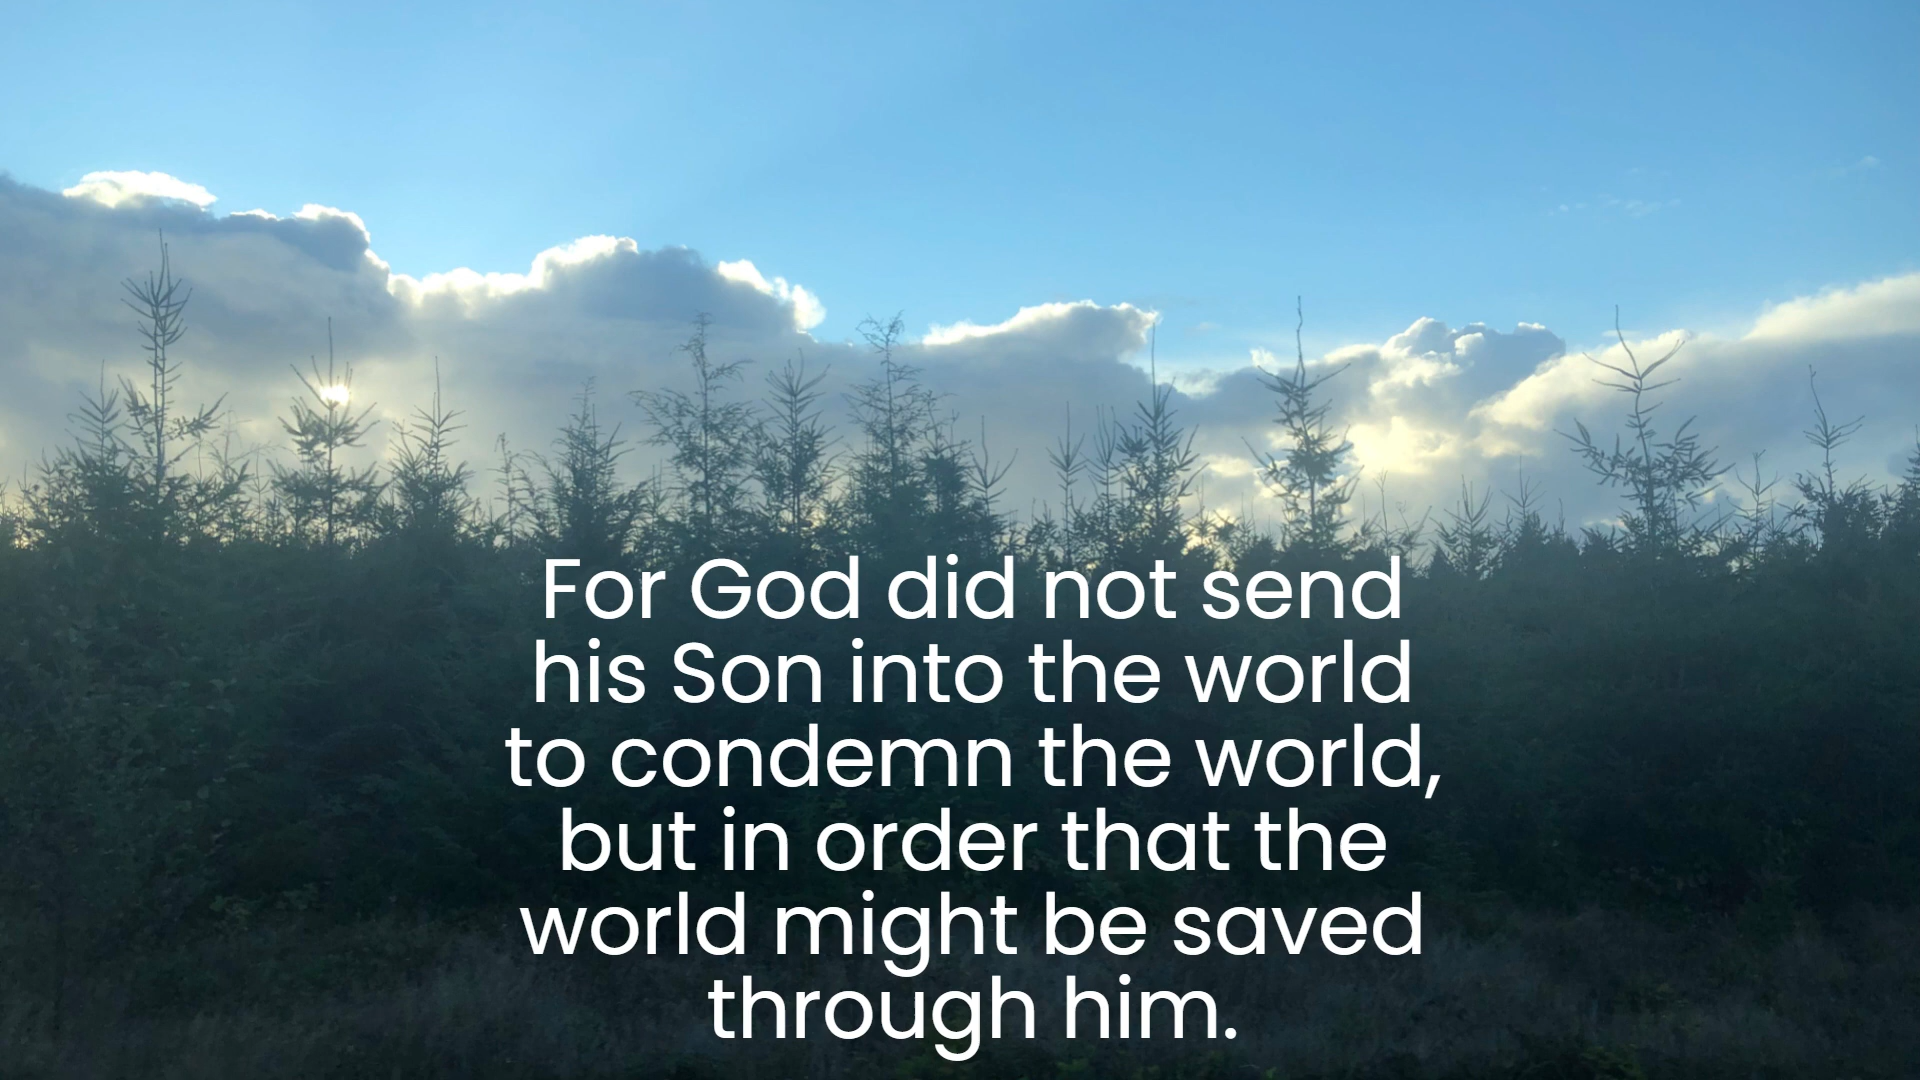 For God did not send
his Son into the world
to condemn the world,
but in order that the
world might be saved
through him.